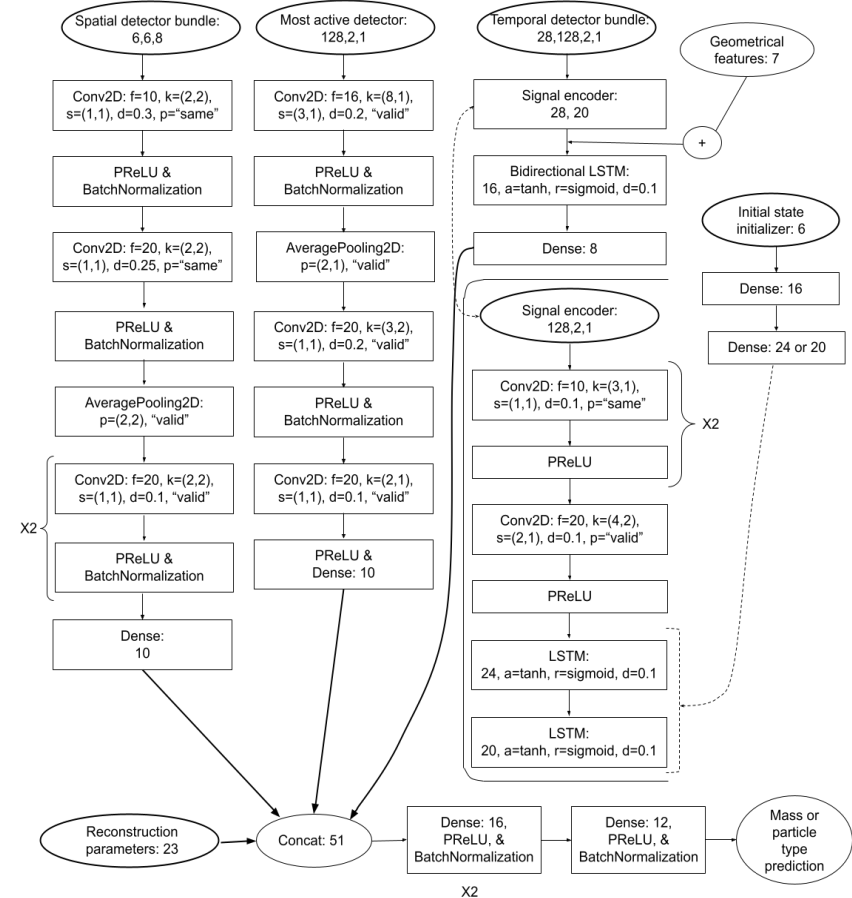 Spatial detector bundle:
6,6,8
Conv2D: f=10, k=(2,2),
s=(1,1), d=0.3, p=“same”
PReLU &
BatchNormalization
Conv2D: f=20, k=(2,2),
s=(1,1), d=0.25, p=“same”
PReLU &
BatchNormalization
AveragePooling2D:
p=(2,2), “valid”
X2
Conv2D: f=20, k=(2,2),
s=(1,1), d=0.1, “valid”
PReLU &
BatchNormalization
Dense:
10
Most active detector:
128,2,1
Conv2D: f=16, k=(8,1),
s=(3,1), d=0.2, “valid”
PReLU &
BatchNormalization
AveragePooling2D:
p=(2,1), “valid”
Conv2D: f=20, k=(3,2),
s=(1,1), d=0.2, “valid”
PReLU &
BatchNormalization
Conv2D: f=20, k=(2,1),
s=(1,1), d=0.1, “valid”
PReLU &
Dense: 10
Temporal detector bundle:
28,128,2,1
Geometrical
features: 7
Signal encoder:
28, 20
+
Bidirectional LSTM:
16, a=tanh, r=sigmoid, d=0.1
Dense: 8
Signal encoder:
128,2,1
Conv2D: f=10, k=(3,1),
s=(1,1), d=0.1, p=“same”
PReLU
X2
Conv2D: f=20, k=(4,2),
s=(2,1), d=0.1, p=“valid”
PReLU
LSTM:
24, a=tanh, r=sigmoid, d=0.1
LSTM:
20, a=tanh, r=sigmoid, d=0.1
Initial state
initializer: 6
Dense: 16
Dense: 24 or 20
Reconstruction
parameters: 23
Concat: 51
Dense: 16,
PReLU, &
BatchNormalization
X2
Dense: 12,
PReLU, &
BatchNormalization
Mass or
particle
type
prediction